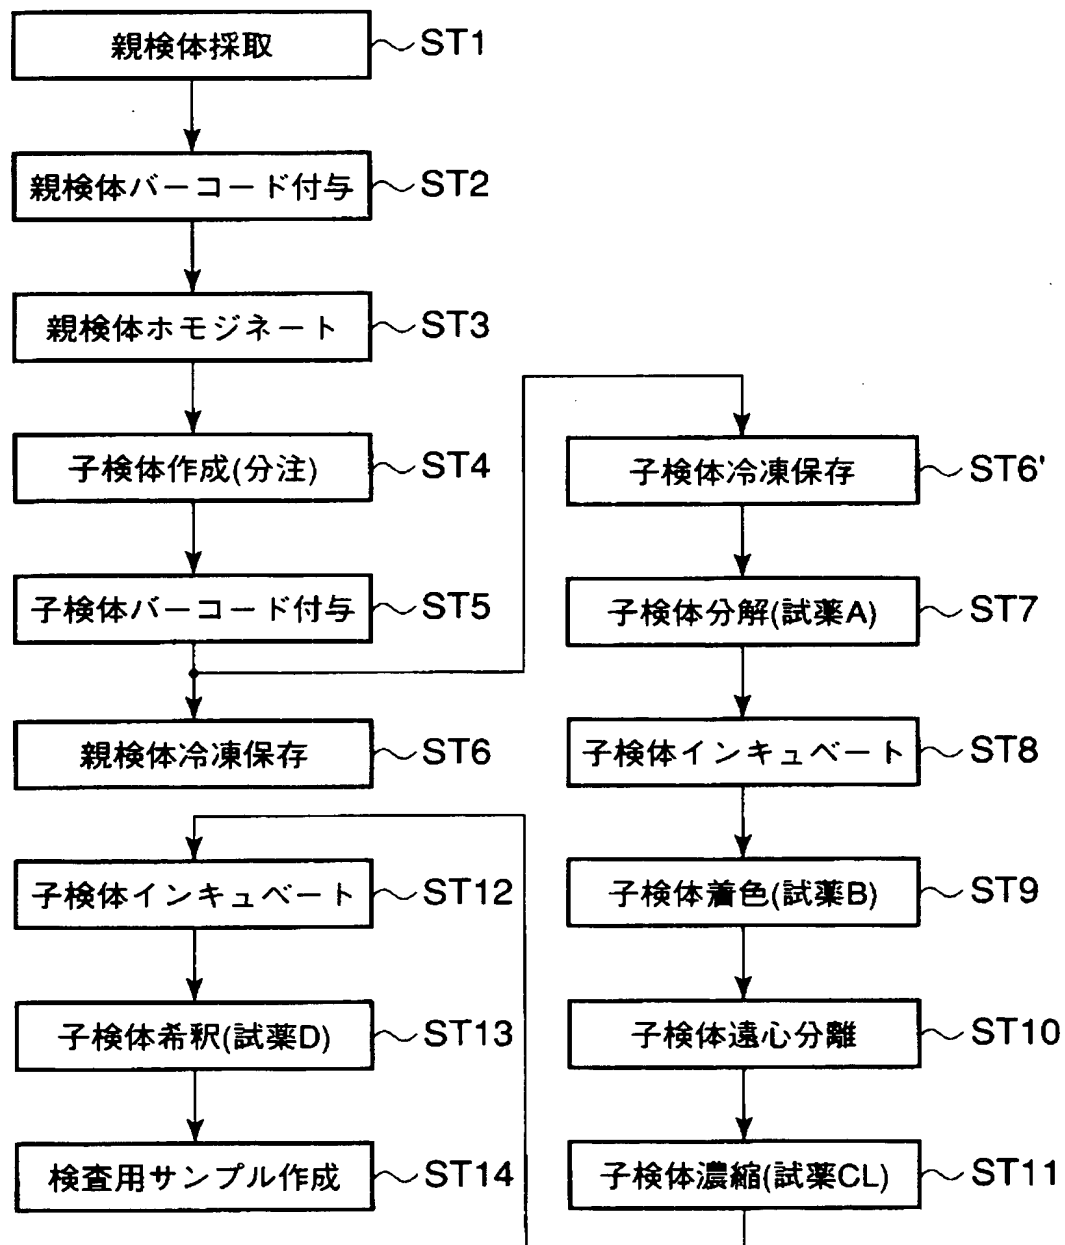 親検体採取 ST1
親検体バーコード付与 ST2
親検体ホモジネート ST3
子検体作成(分注) ST4
子検体バーコード付与 ST5
親検体冷凍保存 ST6
子検体冷凍保存 ST6'
子検体分解(試薬A) ST7
子検体インキュベート ST8
子検体着色(試薬B) ST9
子検体遠心分離 ST10
子検体濃縮(試薬CL) ST11
子検体インキュベート ST12
子検体希釈(試薬D) ST13
検査用サンプル作成 ST14